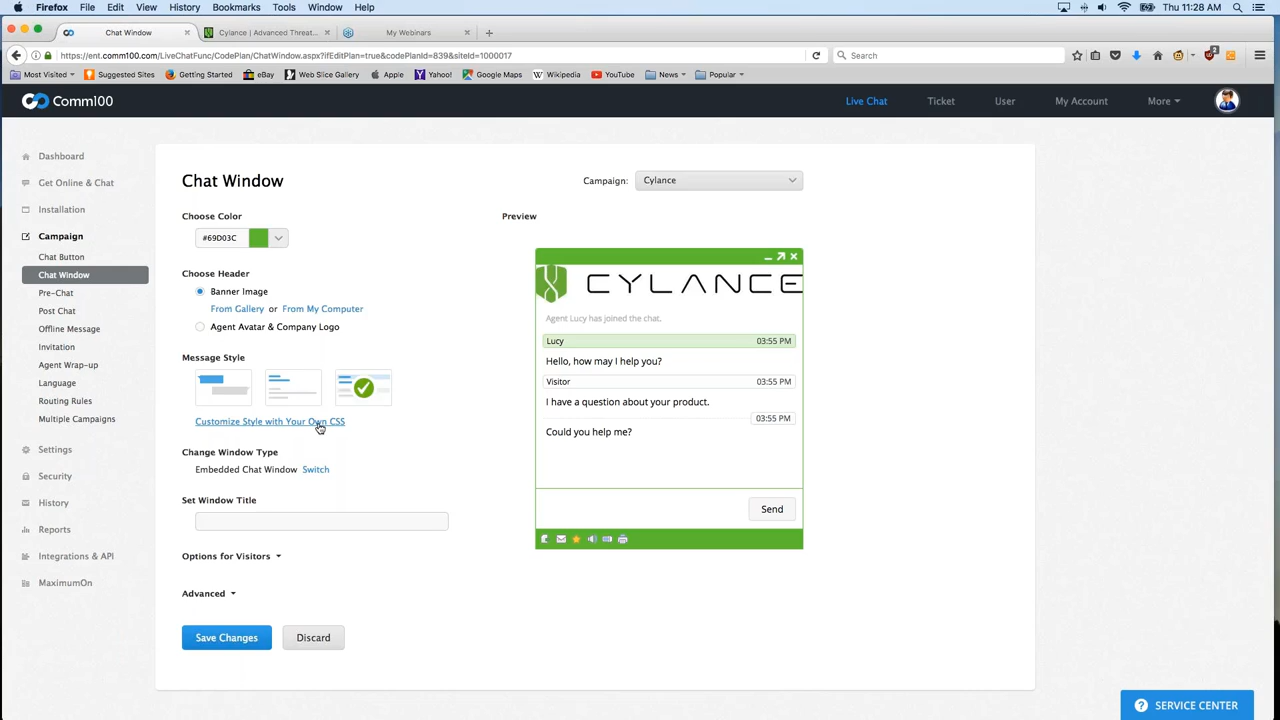 Firefox File Edit View History Bookmarks Tools Window Help Thu 11:28 AM
Chat Window Cylance | Advanced Threat... My Webinars
https://ent.comm100.com/LiveChatFunc/CodePlan/ChatWindow.aspx?ifEditPlan=true&codePlanId=839&siteId=1000017 Search
Most Visited Suggested Sites Getting Started eBay Web Slice Gallery Apple Yahoo! Google Maps Wikipedia YouTube News Popular
Comm100 Live Chat Ticket User My Account More
Dashboard
Get Online & Chat
Installation
Campaign
Chat Button
Chat Window
Pre-Chat
Post Chat
Offline Message
Invitation
Agent Wrap-up
Language
Routing Rules
Multiple Campaigns
Settings
Security
History
Reports
Integrations & API
MaximumOn
Chat Window
Campaign: Cylance
Choose Color
#69D03C
Choose Header
Banner Image
From Gallery or From My Computer
Agent Avatar & Company Logo
Message Style
Customize Style with Your Own CSS
Change Window Type
Embedded Chat Window Switch
Set Window Title
Options for Visitors
Advanced
Save Changes Discard
Preview
CYLANCE
Agent Lucy has joined the chat.
Lucy 03:55 PM
Hello, how may I help you?
Visitor 03:55 PM
I have a question about your product.
03:55 PM
Could you help me?
Send
? SERVICE CENTER